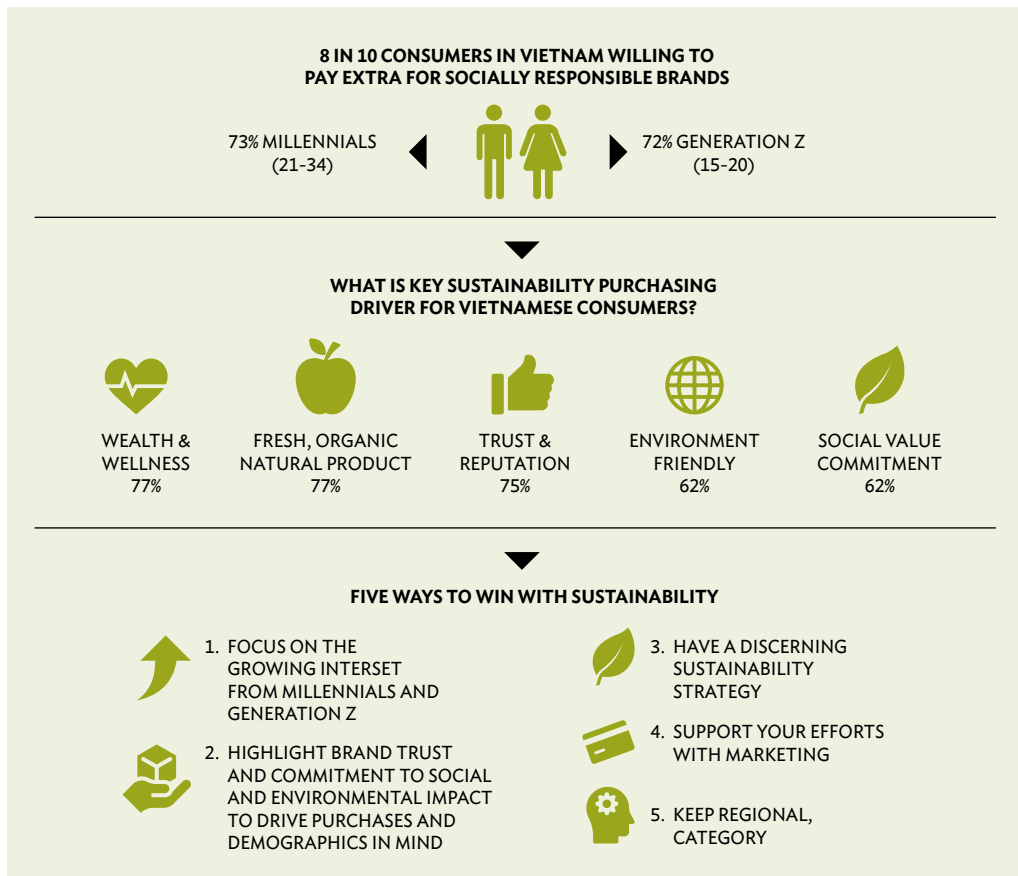 8 IN 10 CONSUMERS IN VIETNAM WILLING TO
PAY EXTRA FOR SOCIALLY RESPONSIBLE BRANDS
73% MILLENNIALS
(21-34)
72% GENERATION Z
(15-20)
WHAT IS KEY SUSTAINABILITY PURCHASING
DRIVER FOR VIETNAMESE CONSUMERS?
WEALTH &
WELLNESS
77%
FRESH, ORGANIC
NATURAL PRODUCT
77%
TRUST &
REPUTATION
75%
ENVIRONMENT
FRIENDLY
62%
SOCIAL VALUE
COMMITMENT
62%
FIVE WAYS TO WIN WITH SUSTAINABILITY
1. FOCUS ON THE
GROWING INTERSET
FROM MILLENNIALS AND
GENERATION Z
2. HIGHLIGHT BRAND TRUST
AND COMMITMENT TO SOCIAL
AND ENVIRONMENTAL IMPACT
TO DRIVE PURCHASES AND
DEMOGRAPHICS IN MIND
3. HAVE A DISCERNING
SUSTAINABILITY
STRATEGY
4. SUPPORT YOUR EFFORTS
WITH MARKETING
5. KEEP REGIONAL,
CATEGORY